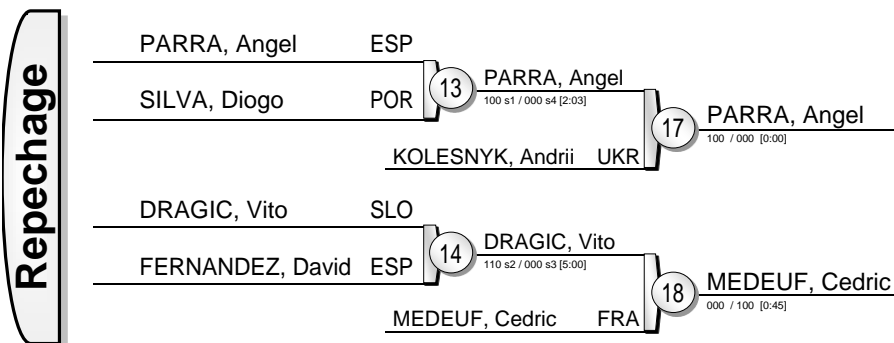 Repechage
PARRA, Angel ESP
SILVA, Diogo POR
13
PARRA, Angel
100 s1 / 000 s4 [2:03]
KOLESNYK, Andrii UKR
17
PARRA, Angel
100 / 000 [0:00]
DRAGIC, Vito SLO
FERNANDEZ, David ESP
14
DRAGIC, Vito
110 s2 / 000 s3 [5:00]
MEDEUF, Cedric FRA
18
MEDEUF, Cedric
000 / 100 [0:45]